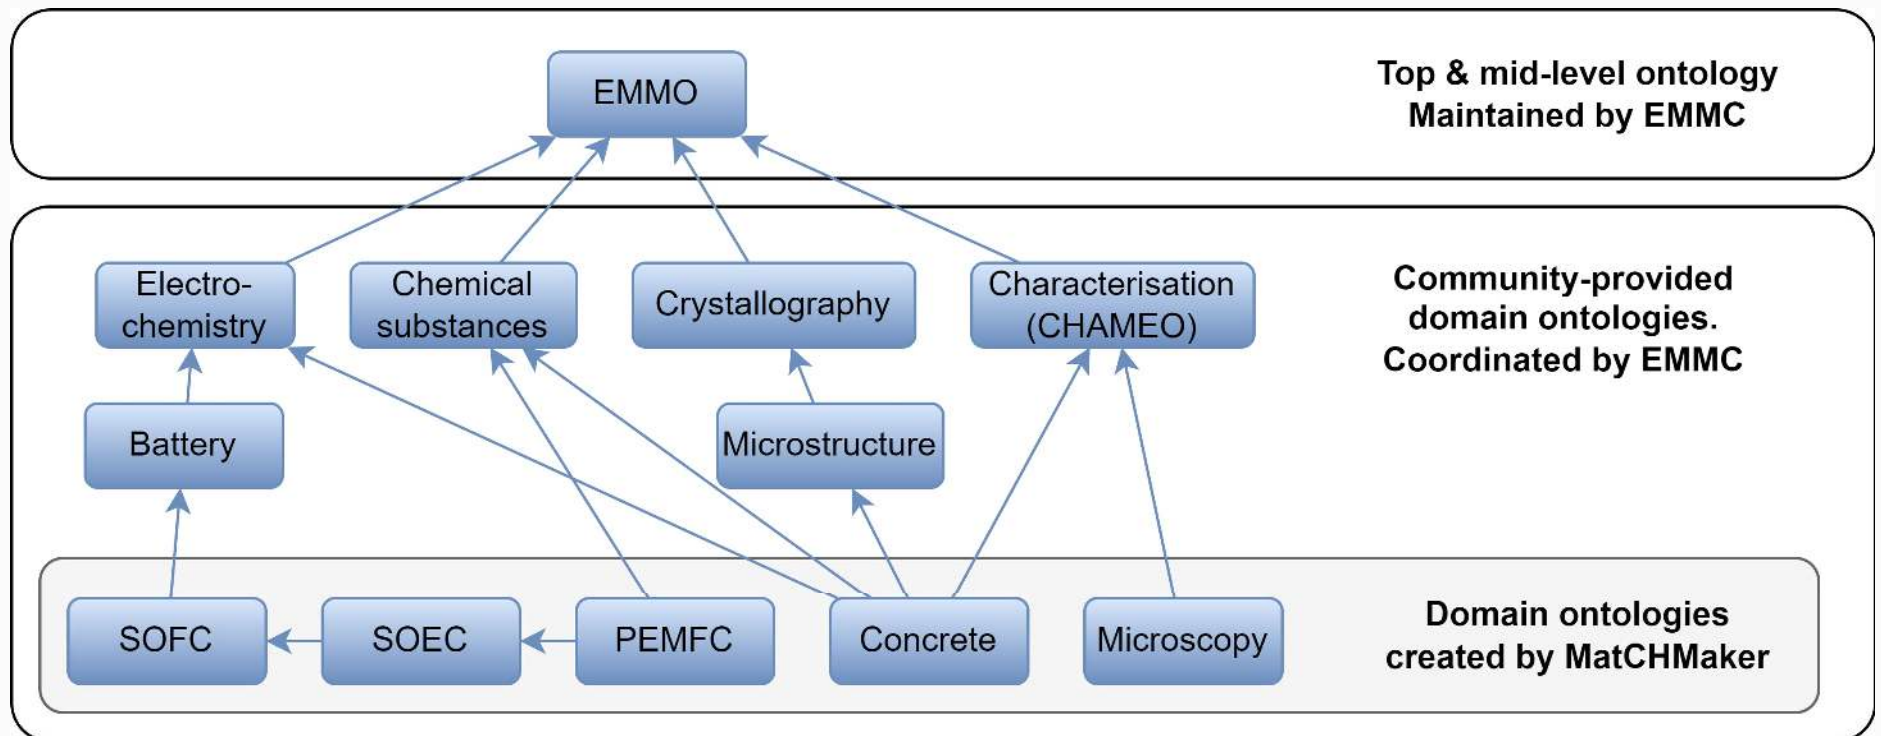 EMMO
Top & mid-level ontology
Maintained by EMMC
Electro-
chemistry
Chemical
substances
Crystallography
Characterisation
(CHAMEO)
Community-provided
domain ontologies.
Coordinated by EMMC
Battery
Microstructure
SOFC
SOEC
PEMFC
Concrete
Microscopy
Domain ontologies
created by MatCHMaker